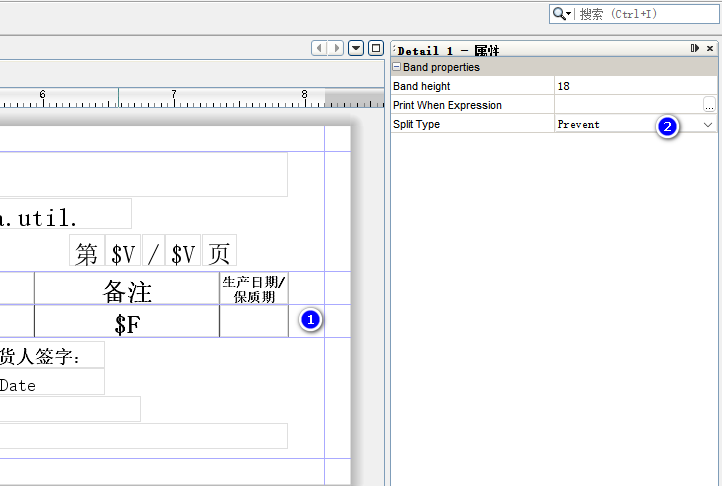 搜索 (Ctrl+I)
Detail 1 - 属性
Band properties
Band height 18
Print When Expression ...
Split Type Prevent
2
6 7 8
a.util.
第 $V / $V 页
备注 生产日期/
保质期
$F
1
货人签字:
Date